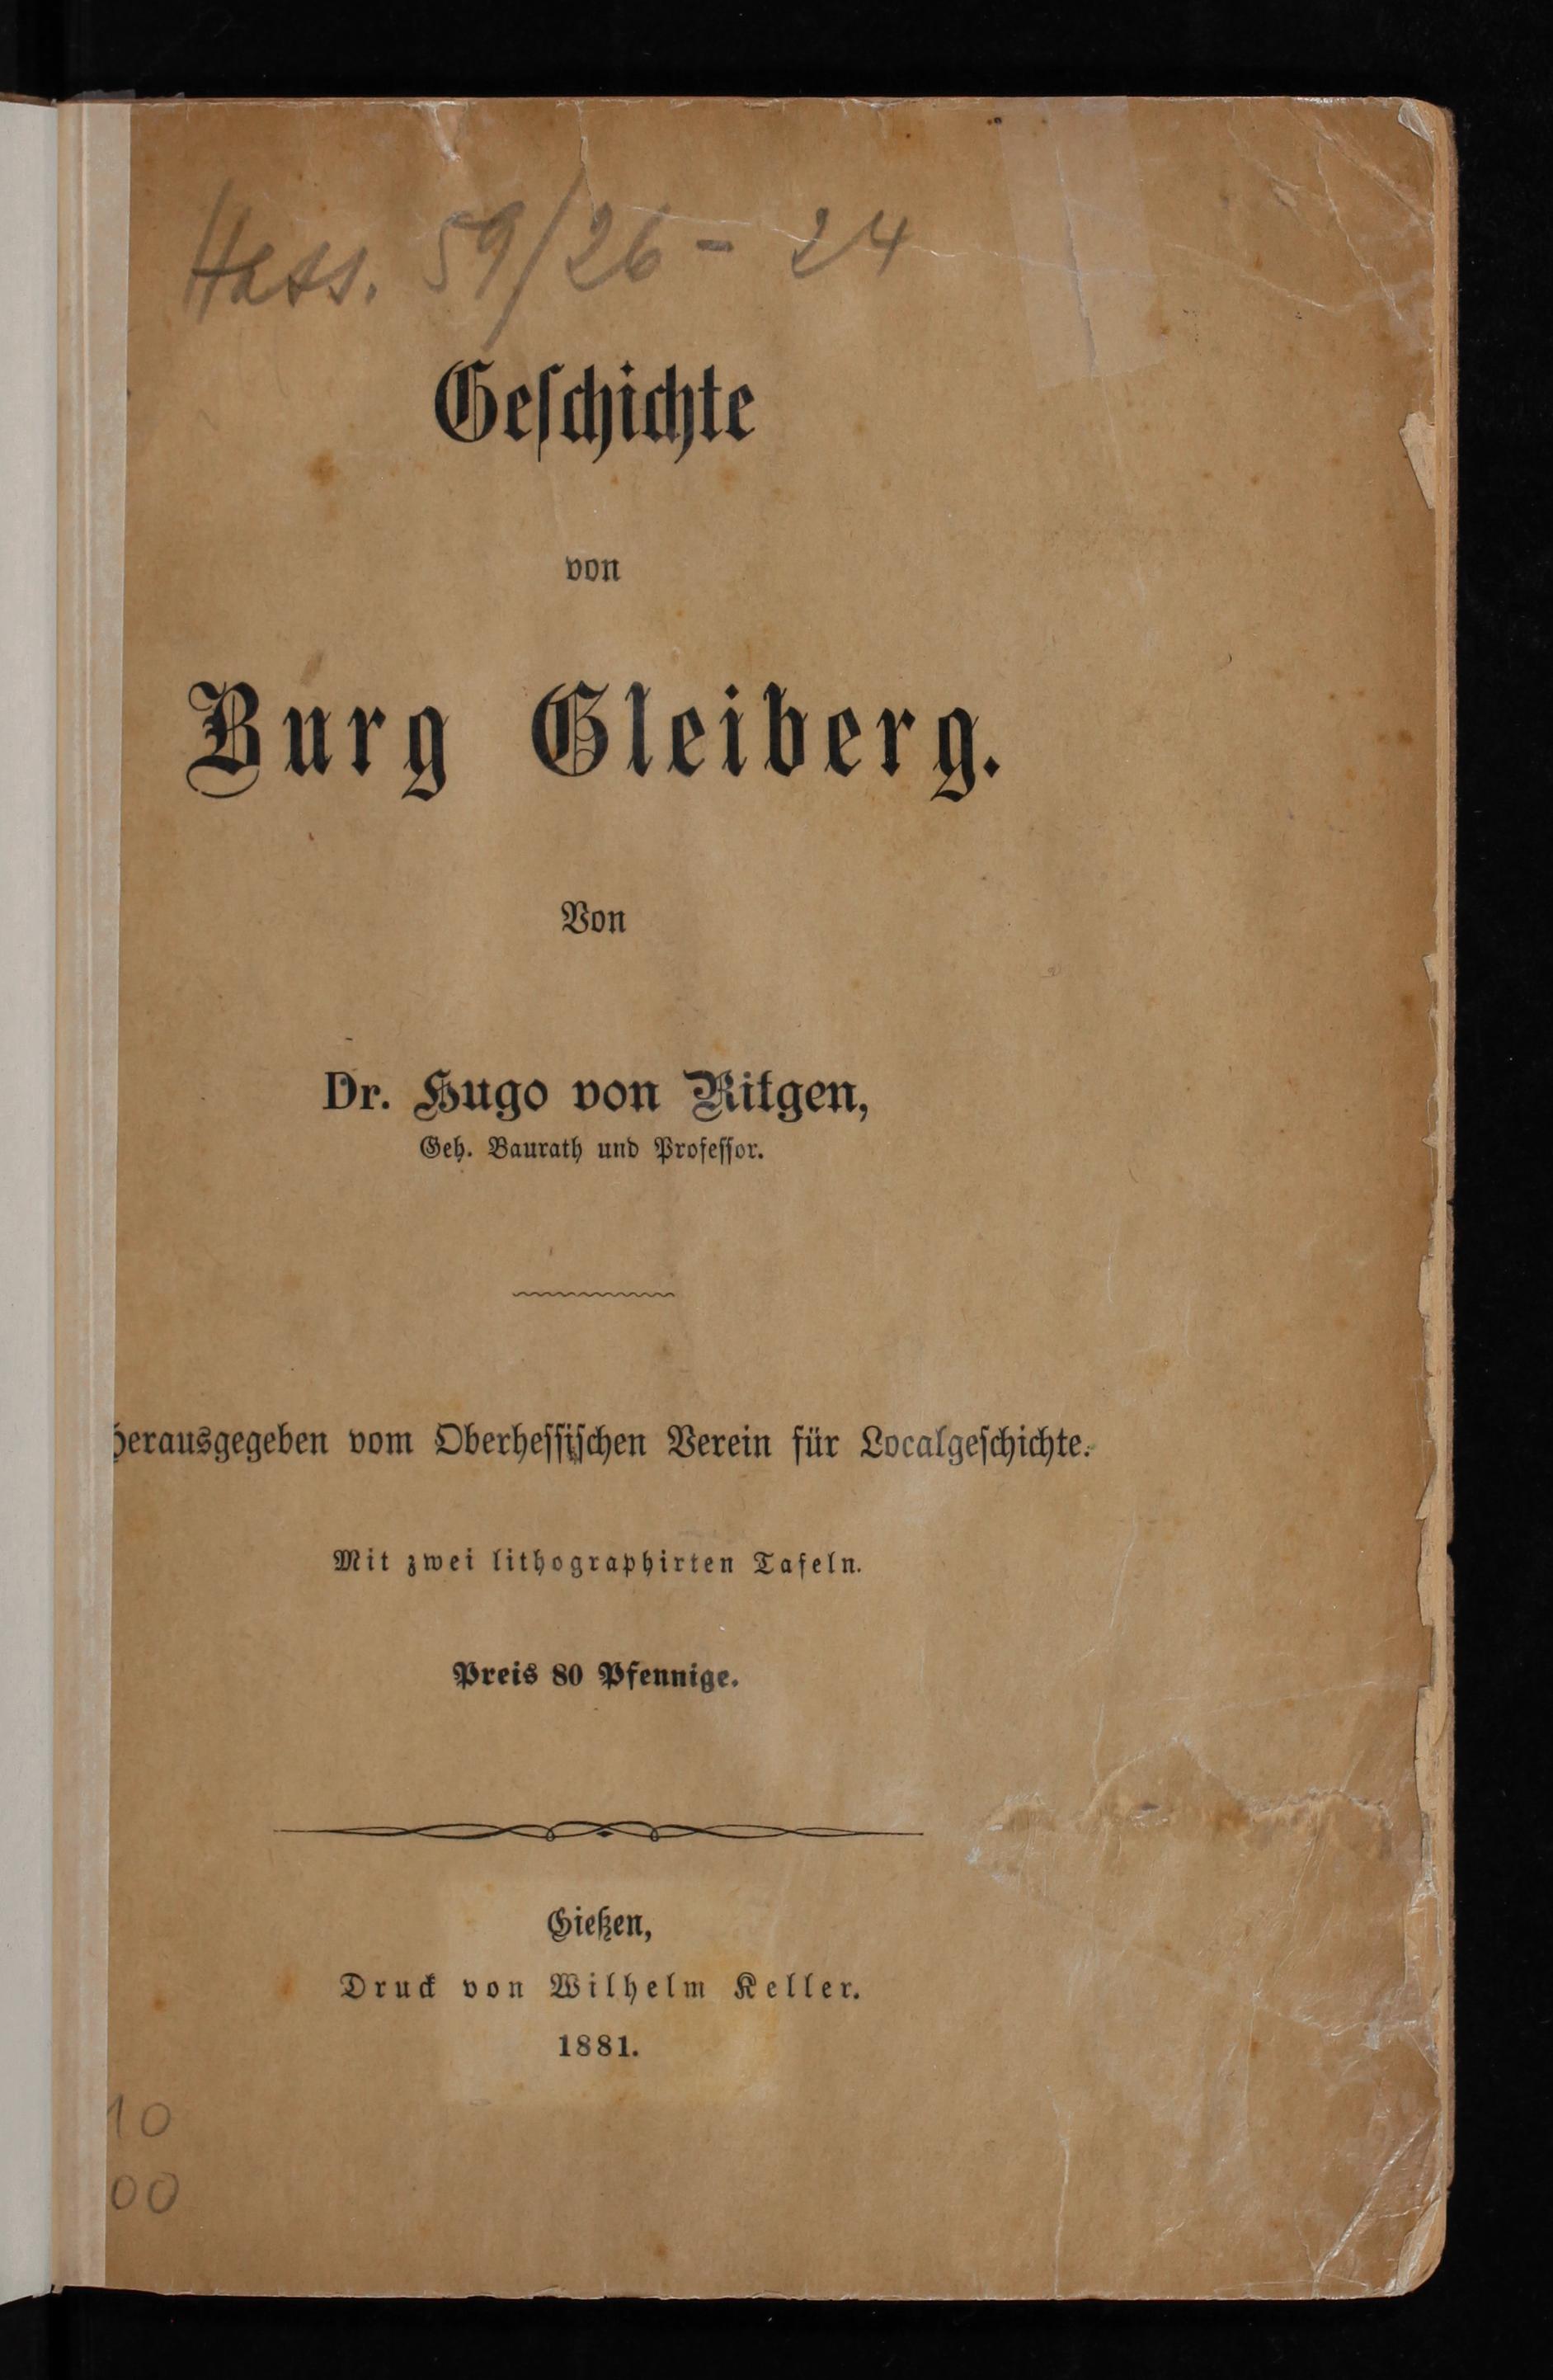 Hass. 59/26 - 24
Geſchichte
von
Burg Gleiberg.
Von
Dr. Hugo von Ritgen,
Geh. Baurath und Profeſſor.
herausgegeben vom Oberheſſiſchen Verein für Localgeſchichte.
Mit zwei lithographirten Tafeln.
Preis 80 Pfennige.
Gießen,
Druck von Wilhelm Keller.
1881.
10
00